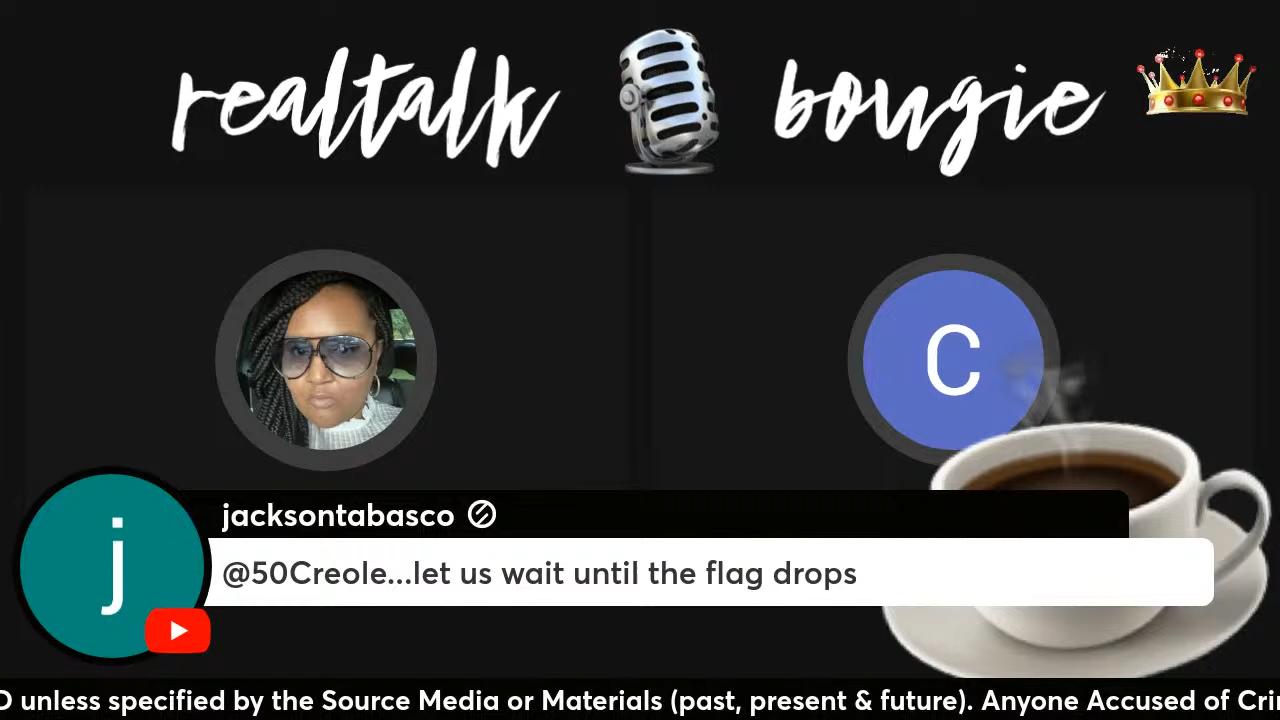 realtalk bougie
C
j
jacksontabasco
@50Creole...let us wait until the flag drops
D unless specified by the Source Media or Materials (past, present & future). Anyone Accused of Cri